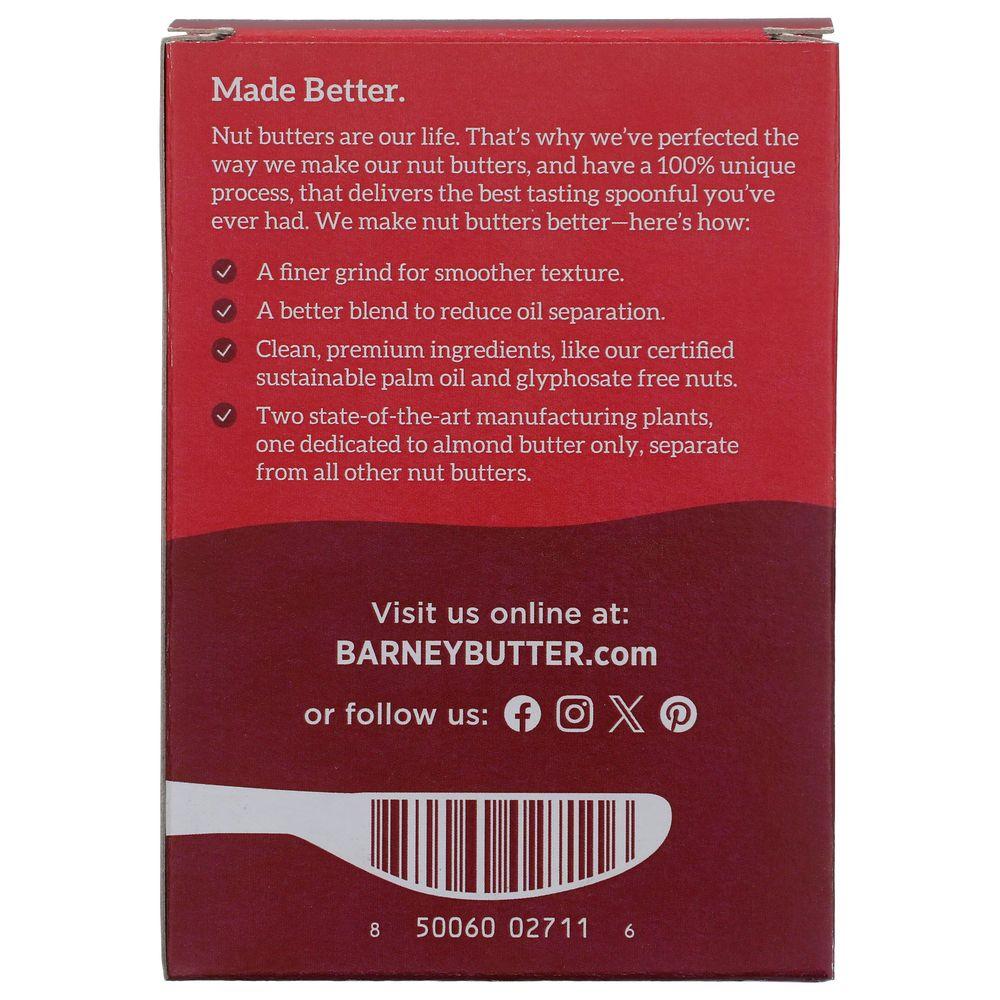 Made Better.
Nut butters are our life. That's why we've perfected the
way we make our nut butters, and have a 100% unique
process, that delivers the best tasting spoonful you've
ever had. We make nut butters better—here's how:
A finer grind for smoother texture.
A better blend to reduce oil separation.
Clean, premium ingredients, like our certified
sustainable palm oil and glyphosate free nuts.
Two state-of-the-art manufacturing plants,
one dedicated to almond butter only, separate
from all other nut butters.
Visit us online at:
BARNEYBUTTER.com
or follow us:
8 50060 02711 6